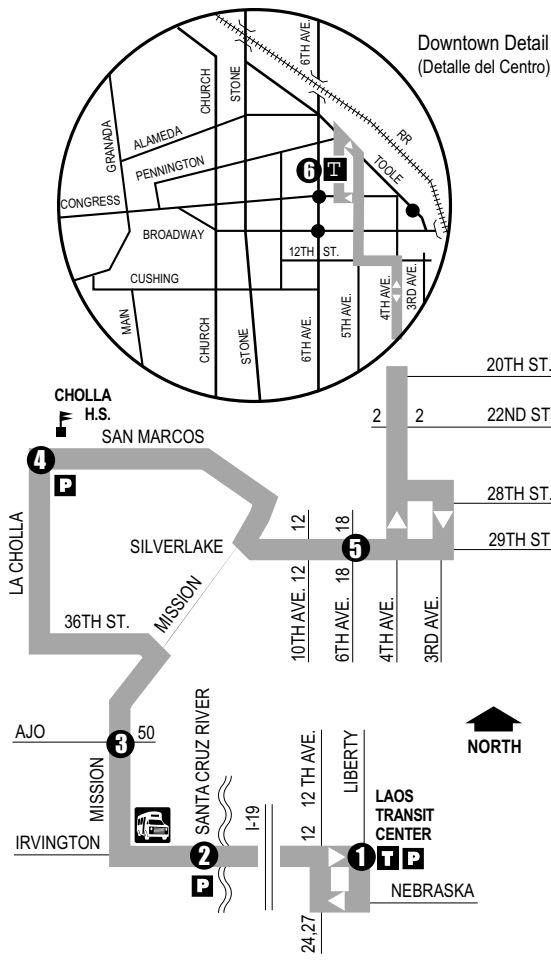 Downtown Detail
(Detalle del Centro)
6TH AVE.
CHURCH
STONE
GRANADA
ALAMEDA
PENNINGTON
RR
TOOLE
6 T
CONGRESS
BROADWAY
12TH ST.
CUSHING
MAIN
CHURCH
STONE
6TH AVE.
5TH AVE.
4TH AVE.
3RD AVE.
20TH ST.
CHOLLA
H.S.
SAN MARCOS
2 2 22ND ST.
4
P
28TH ST.
12 18
SILVERLAKE
5
29TH ST.
LA CHOLLA
MISSION
12 18
10TH AVE.
6TH AVE.
4TH AVE.
3RD AVE.
36TH ST.
NORTH
AJO 3 50
MISSION
SANTA CRUZ RIVER
I-19
12 TH AVE.
12
LIBERTY
LAOS
TRANSIT
CENTER
IRVINGTON
2
P
1 T P
NEBRASKA
24,27